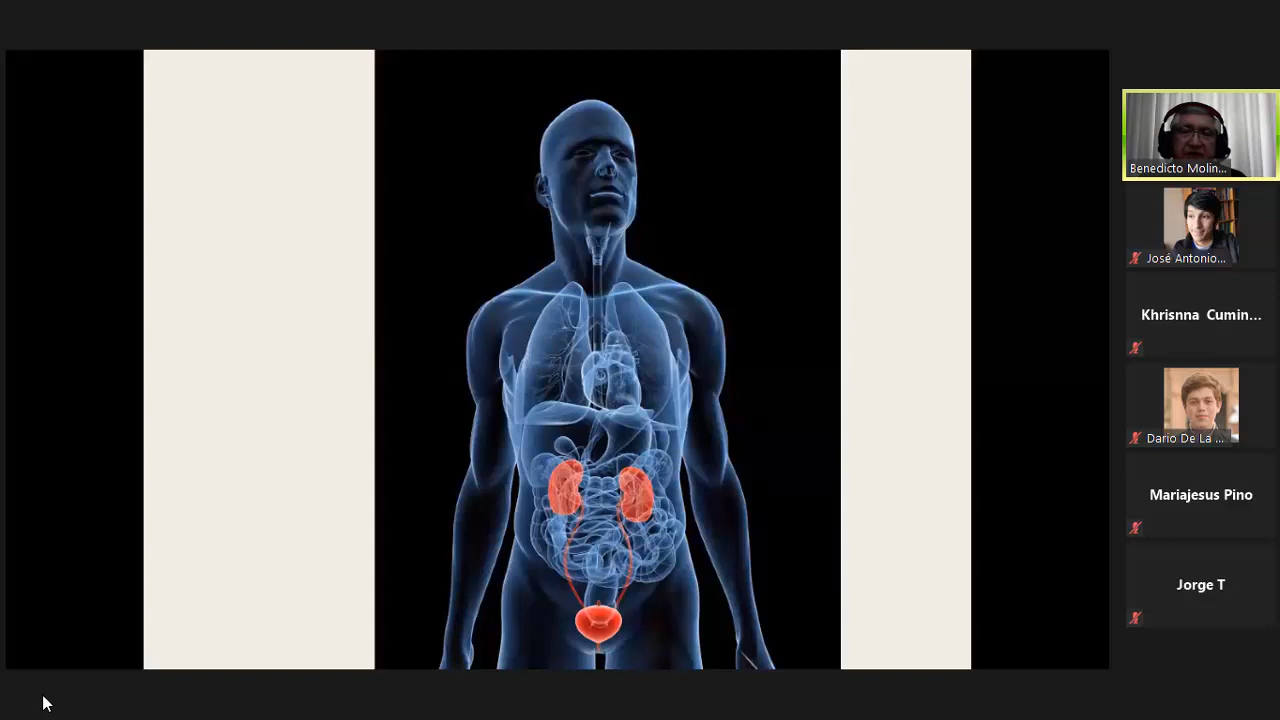 Benedicto Molin...
José Antonio...
Khrisnna Cumin...
Dario De La ...
Mariajesus Pino
Jorge T